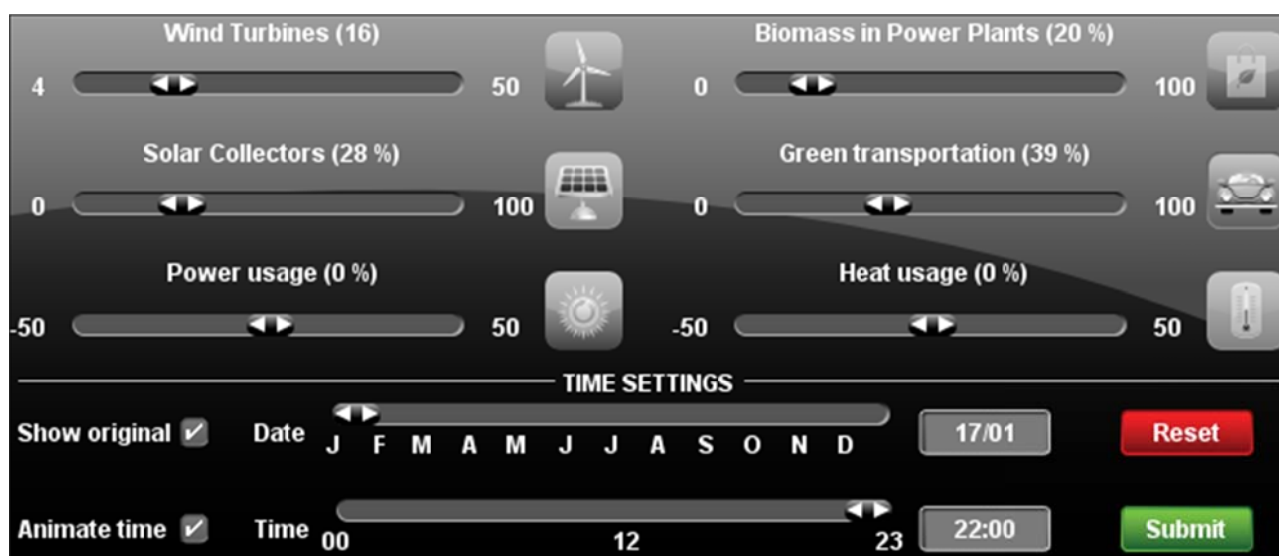 Wind Turbines (16) Biomass in Power Plants (20 %)
4 50 0 100
Solar Collectors (28 %) Green transportation (39 %)
0 100 0 100
Power usage (0 %) Heat usage (0 %)
-50 50 -50 50
TIME SETTINGS
Show original Date 17/01 Reset
J F M A M J J A S O N D
Animate time Time 22:00 Submit
00 12 23